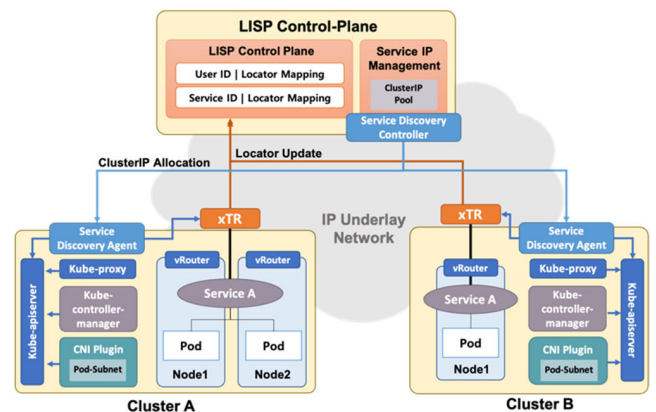 LISP Control-Plane
LISP Control Plane
User ID | Locator Mapping
Service ID | Locator Mapping
Service IP
Management
ClusterIP
Pool
Service Discovery
Controller
Locator Update
ClusterIP Allocation
IP Underlay
Network
xTR
Service
Discovery Agent
Kube-apiserver
Kube-proxy
Kube-
controller-
manager
CNI Plugin
Pod-Subnet
vRouter
vRouter
Service A
Pod
Pod
Node1
Node2
Cluster A
xTR
Service
Discovery Agent
vRouter
Service A
Pod
Node1
Kube-proxy
Kube-
controller-
manager
CNI Plugin
Pod-Subnet
Kube-apiserver
Cluster B